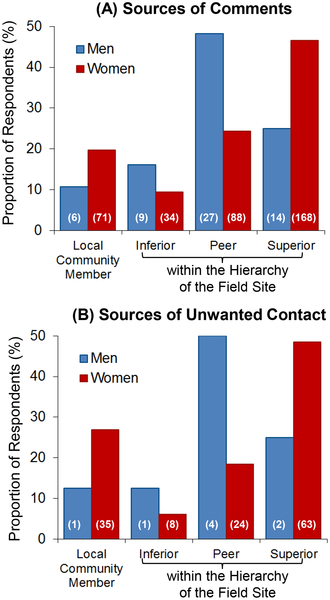 (A) Sources of Comments
Proportion of Respondents (%)
50
40
30
20
10
0
Men
Women
(6) (71) (9) (34) (27) (88) (14) (168)
Local Inferior Peer Superior
Community
Member
within the Hierarchy
of the Field Site
(B) Sources of Unwanted Contact
Proportion of Respondents (%)
50
40
30
20
10
0
Men
Women
(1) (35) (1) (8) (4) (24) (2) (63)
Local Inferior Peer Superior
Community
Member
within the Hierarchy
of the Field Site